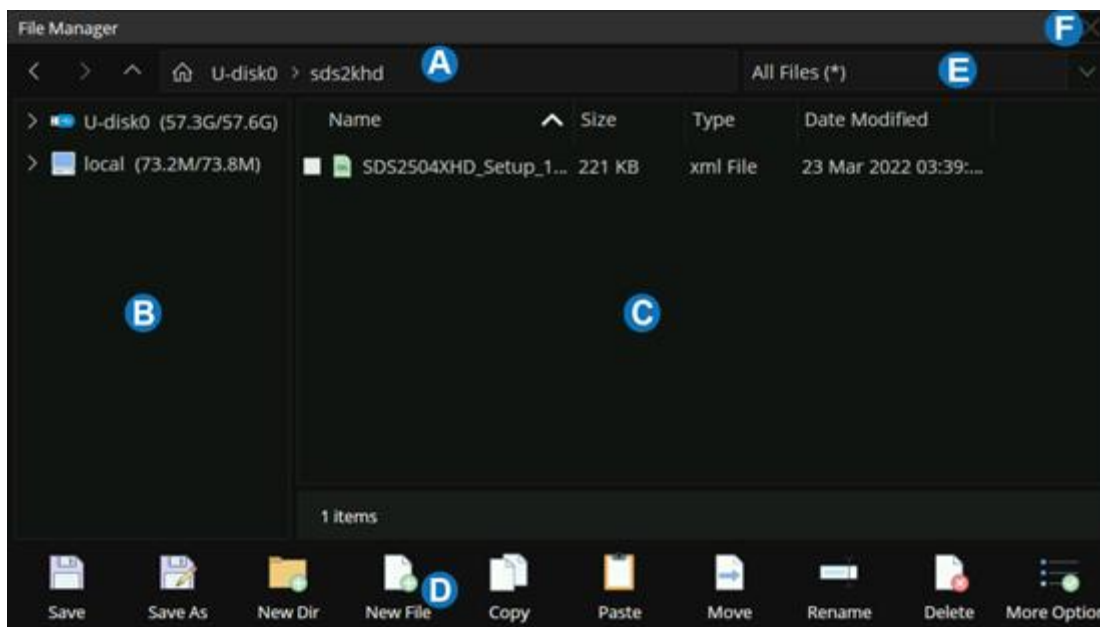 File Manager F
U-disk0 > sds2khd A All Files (*) E
U-disk0 (57.3G/57.6G) Name Size Type Date Modified
local (73.2M/73.8M) SDS2504XHD_Setup_1... 221 KB xml File 23 Mar 2022 03:39:...
B C
1 items
D
Save Save As New Dir New File Copy Paste Move Rename Delete More Option